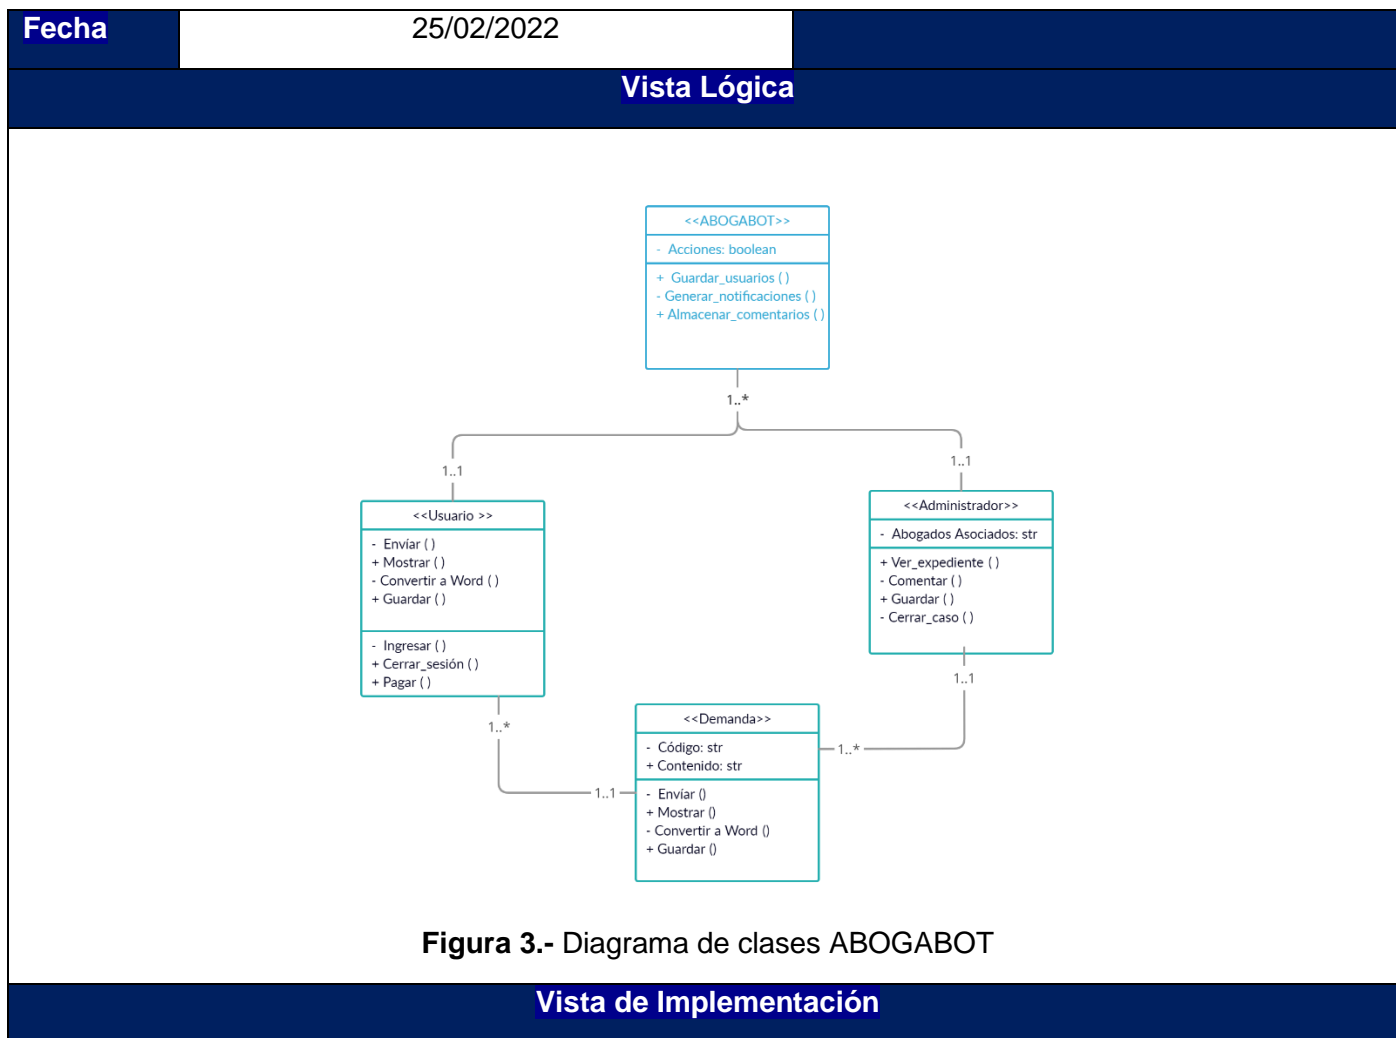 Fecha
25/02/2022
Vista Lógica
<<ABOGABOT>>
- Acciones: boolean
+ Guardar_usuarios ( )
- Generar_notificaciones ( )
+ Almacenar_comentarios ( )
1..*
1..1
1..1
<<Usuario >>
- Envíar ( )
+ Mostrar ( )
- Convertir a Word ( )
+ Guardar ( )
- Ingresar ( )
+ Cerrar_sesión ( )
+ Pagar ( )
<<Administrador>>
- Abogados Asociados: str
+ Ver_expediente ( )
- Comentar ( )
+ Guardar ( )
- Cerrar_caso ( )
1..*
1..1
1..1
1..*
<<Demanda>>
- Código: str
+ Contenido: str
- Envíar ()
+ Mostrar ()
- Convertir a Word ()
+ Guardar ()
Figura 3.- Diagrama de clases ABOGABOT
Vista de Implementación